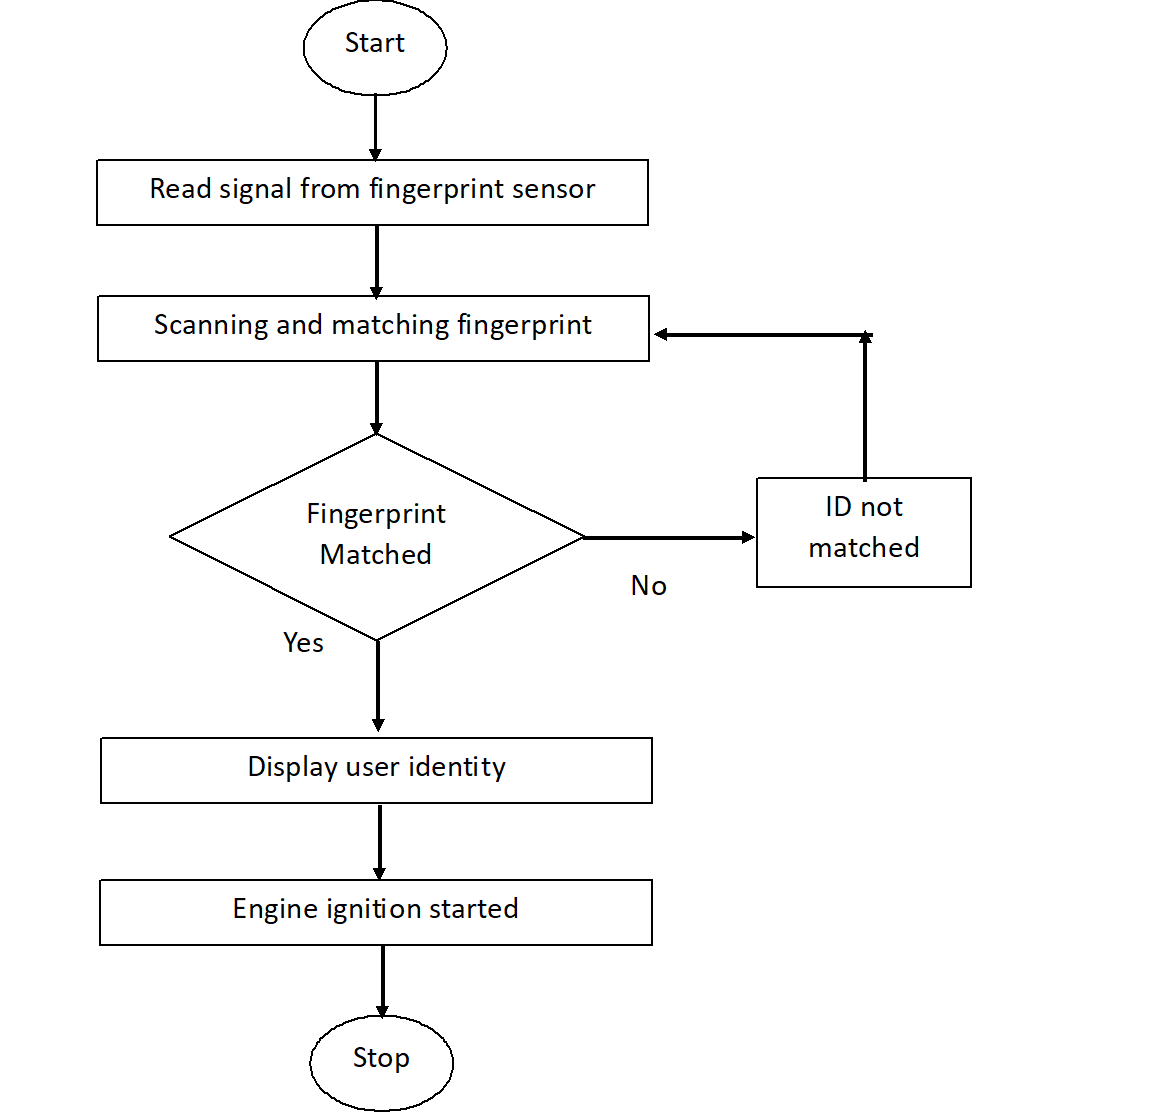 Start
Read signal from fingerprint sensor
Scanning and matching fingerprint
Fingerprint
Matched
ID not
matched
No
Yes
Display user identity
Engine ignition started
Stop